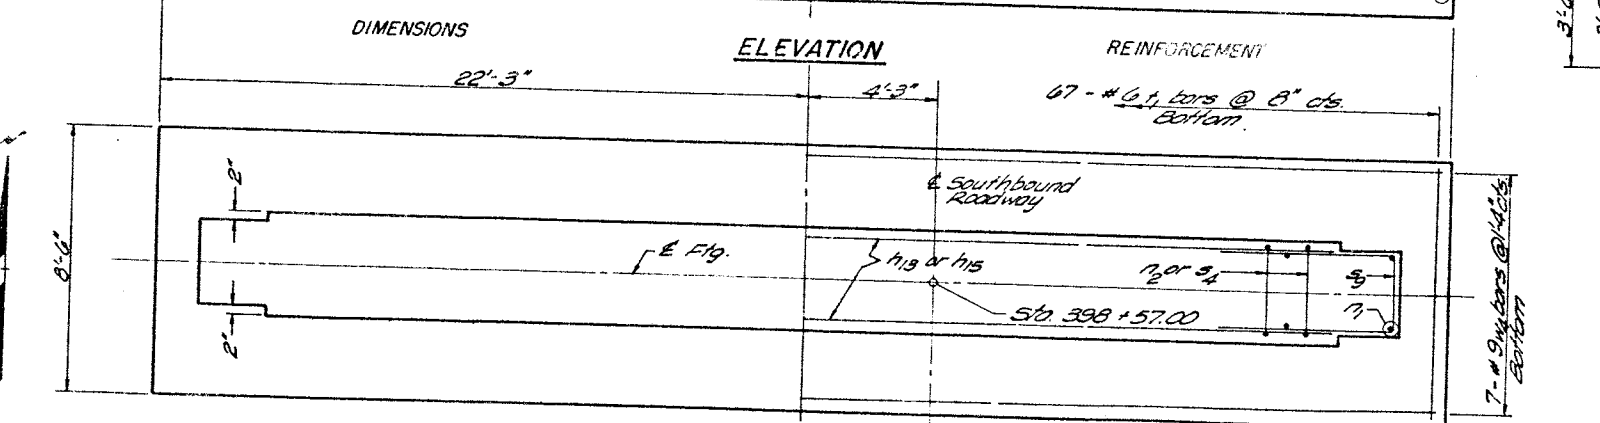 DIMENSIONS
ELEVATION
REINFORCEMENT
22'-3"
4'-3"
67 - #6 t, bars @ 8" cts.
Bottom
2"
℄ Southbound
Roadway
8'-6"
℄ Ftg.
h13 or h15
n2 or s4
s9
n1
Sta. 398 + 57.00
2"
7 - #9 w, bars @ 1'-4" cts.
Bottom